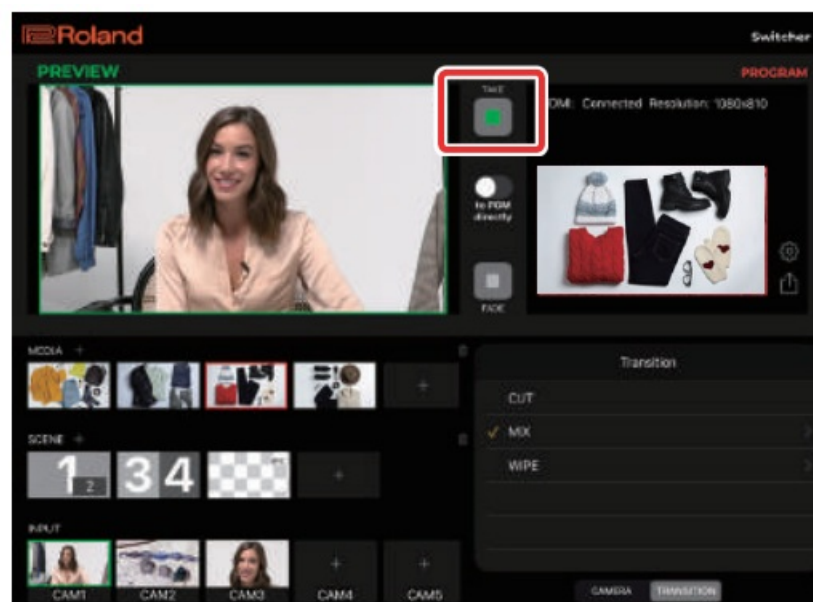 Roland
Switcher
PREVIEW
PROGRAM
TAKE
HDMI: Connected Resolution: 1080x810
to PGM
directly
FADE
MEDIA +
Transition
CUT
MIX
WIPE
SCENE +
1 2
3 4
INPUT
CAM1
CAM2
CAM3
CAM4
CAM5
CAMERA
TRANSITION